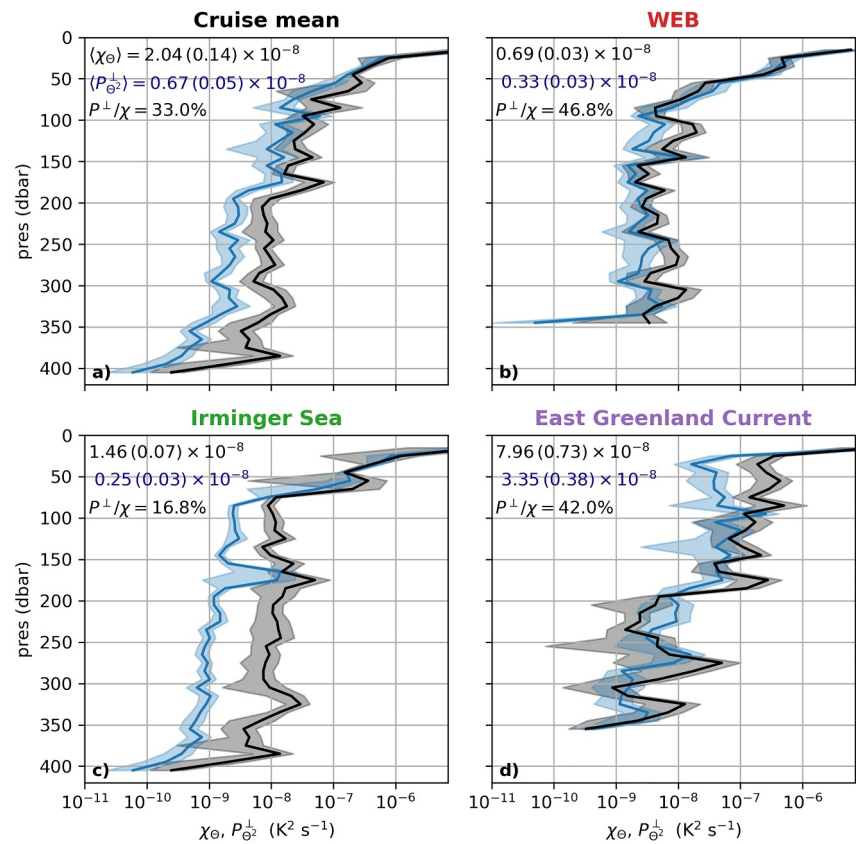 Cruise mean
⟨χ_Θ⟩ = 2.04 (0.14) × 10⁻⁸
⟨P^⊥_Θ²⟩ = 0.67 (0.05) × 10⁻⁸
P^⊥/χ = 33.0%
0
50
100
150
200
250
300
350
400
pres (dbar)
a)
WEB
0.69 (0.03) × 10⁻⁸
0.33 (0.03) × 10⁻⁸
P^⊥/χ = 46.8%
b)
Irminger Sea
1.46 (0.07) × 10⁻⁸
0.25 (0.03) × 10⁻⁸
P^⊥/χ = 16.8%
0
50
100
150
200
250
300
350
400
pres (dbar)
c)
10⁻¹¹ 10⁻¹⁰ 10⁻⁹ 10⁻⁸ 10⁻⁷ 10⁻⁶
χ_Θ, P^⊥_Θ² (K² s⁻¹)
East Greenland Current
7.96 (0.73) × 10⁻⁸
3.35 (0.38) × 10⁻⁸
P^⊥/χ = 42.0%
d)
10⁻¹¹ 10⁻¹⁰ 10⁻⁹ 10⁻⁸ 10⁻⁷ 10⁻⁶
χ_Θ, P^⊥_Θ² (K² s⁻¹)